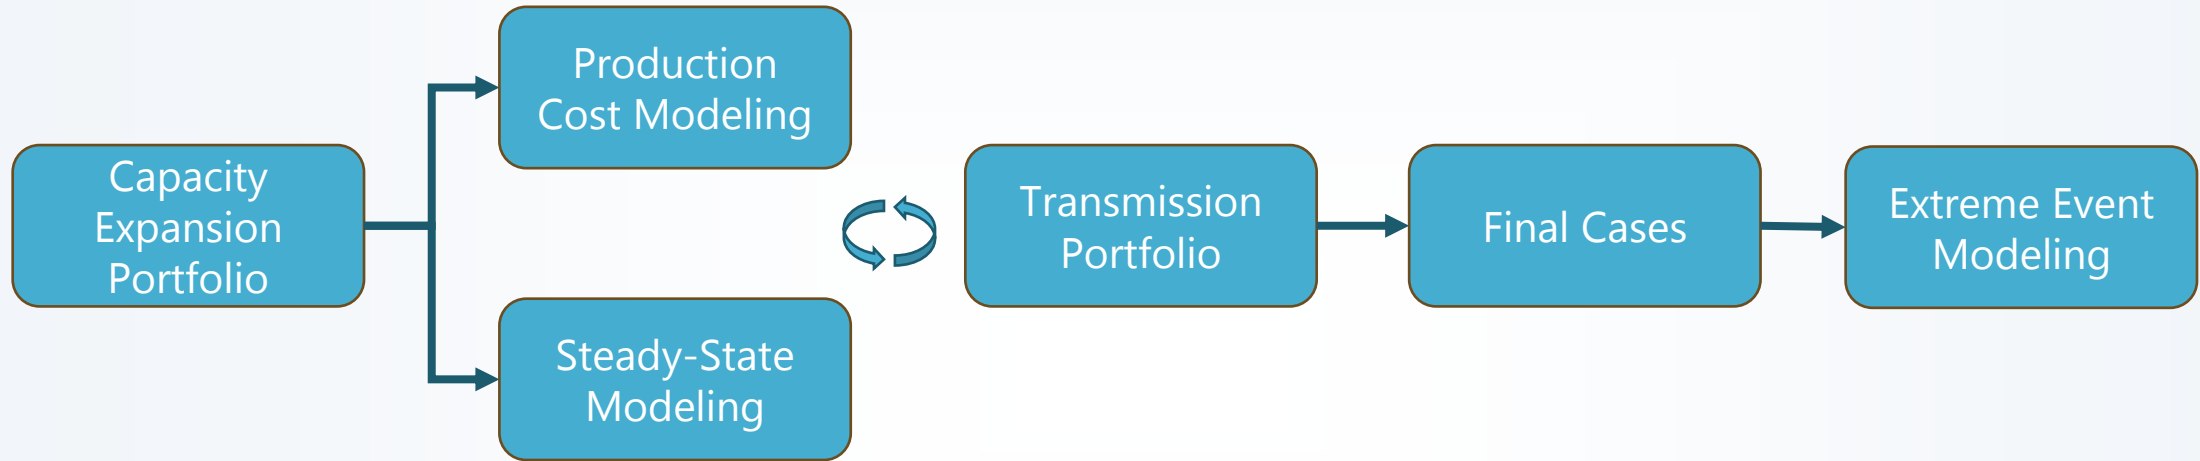 Capacity
Expansion
Portfolio
Production
Cost Modeling
Steady-State
Modeling
Transmission
Portfolio
Final Cases
Extreme Event
Modeling